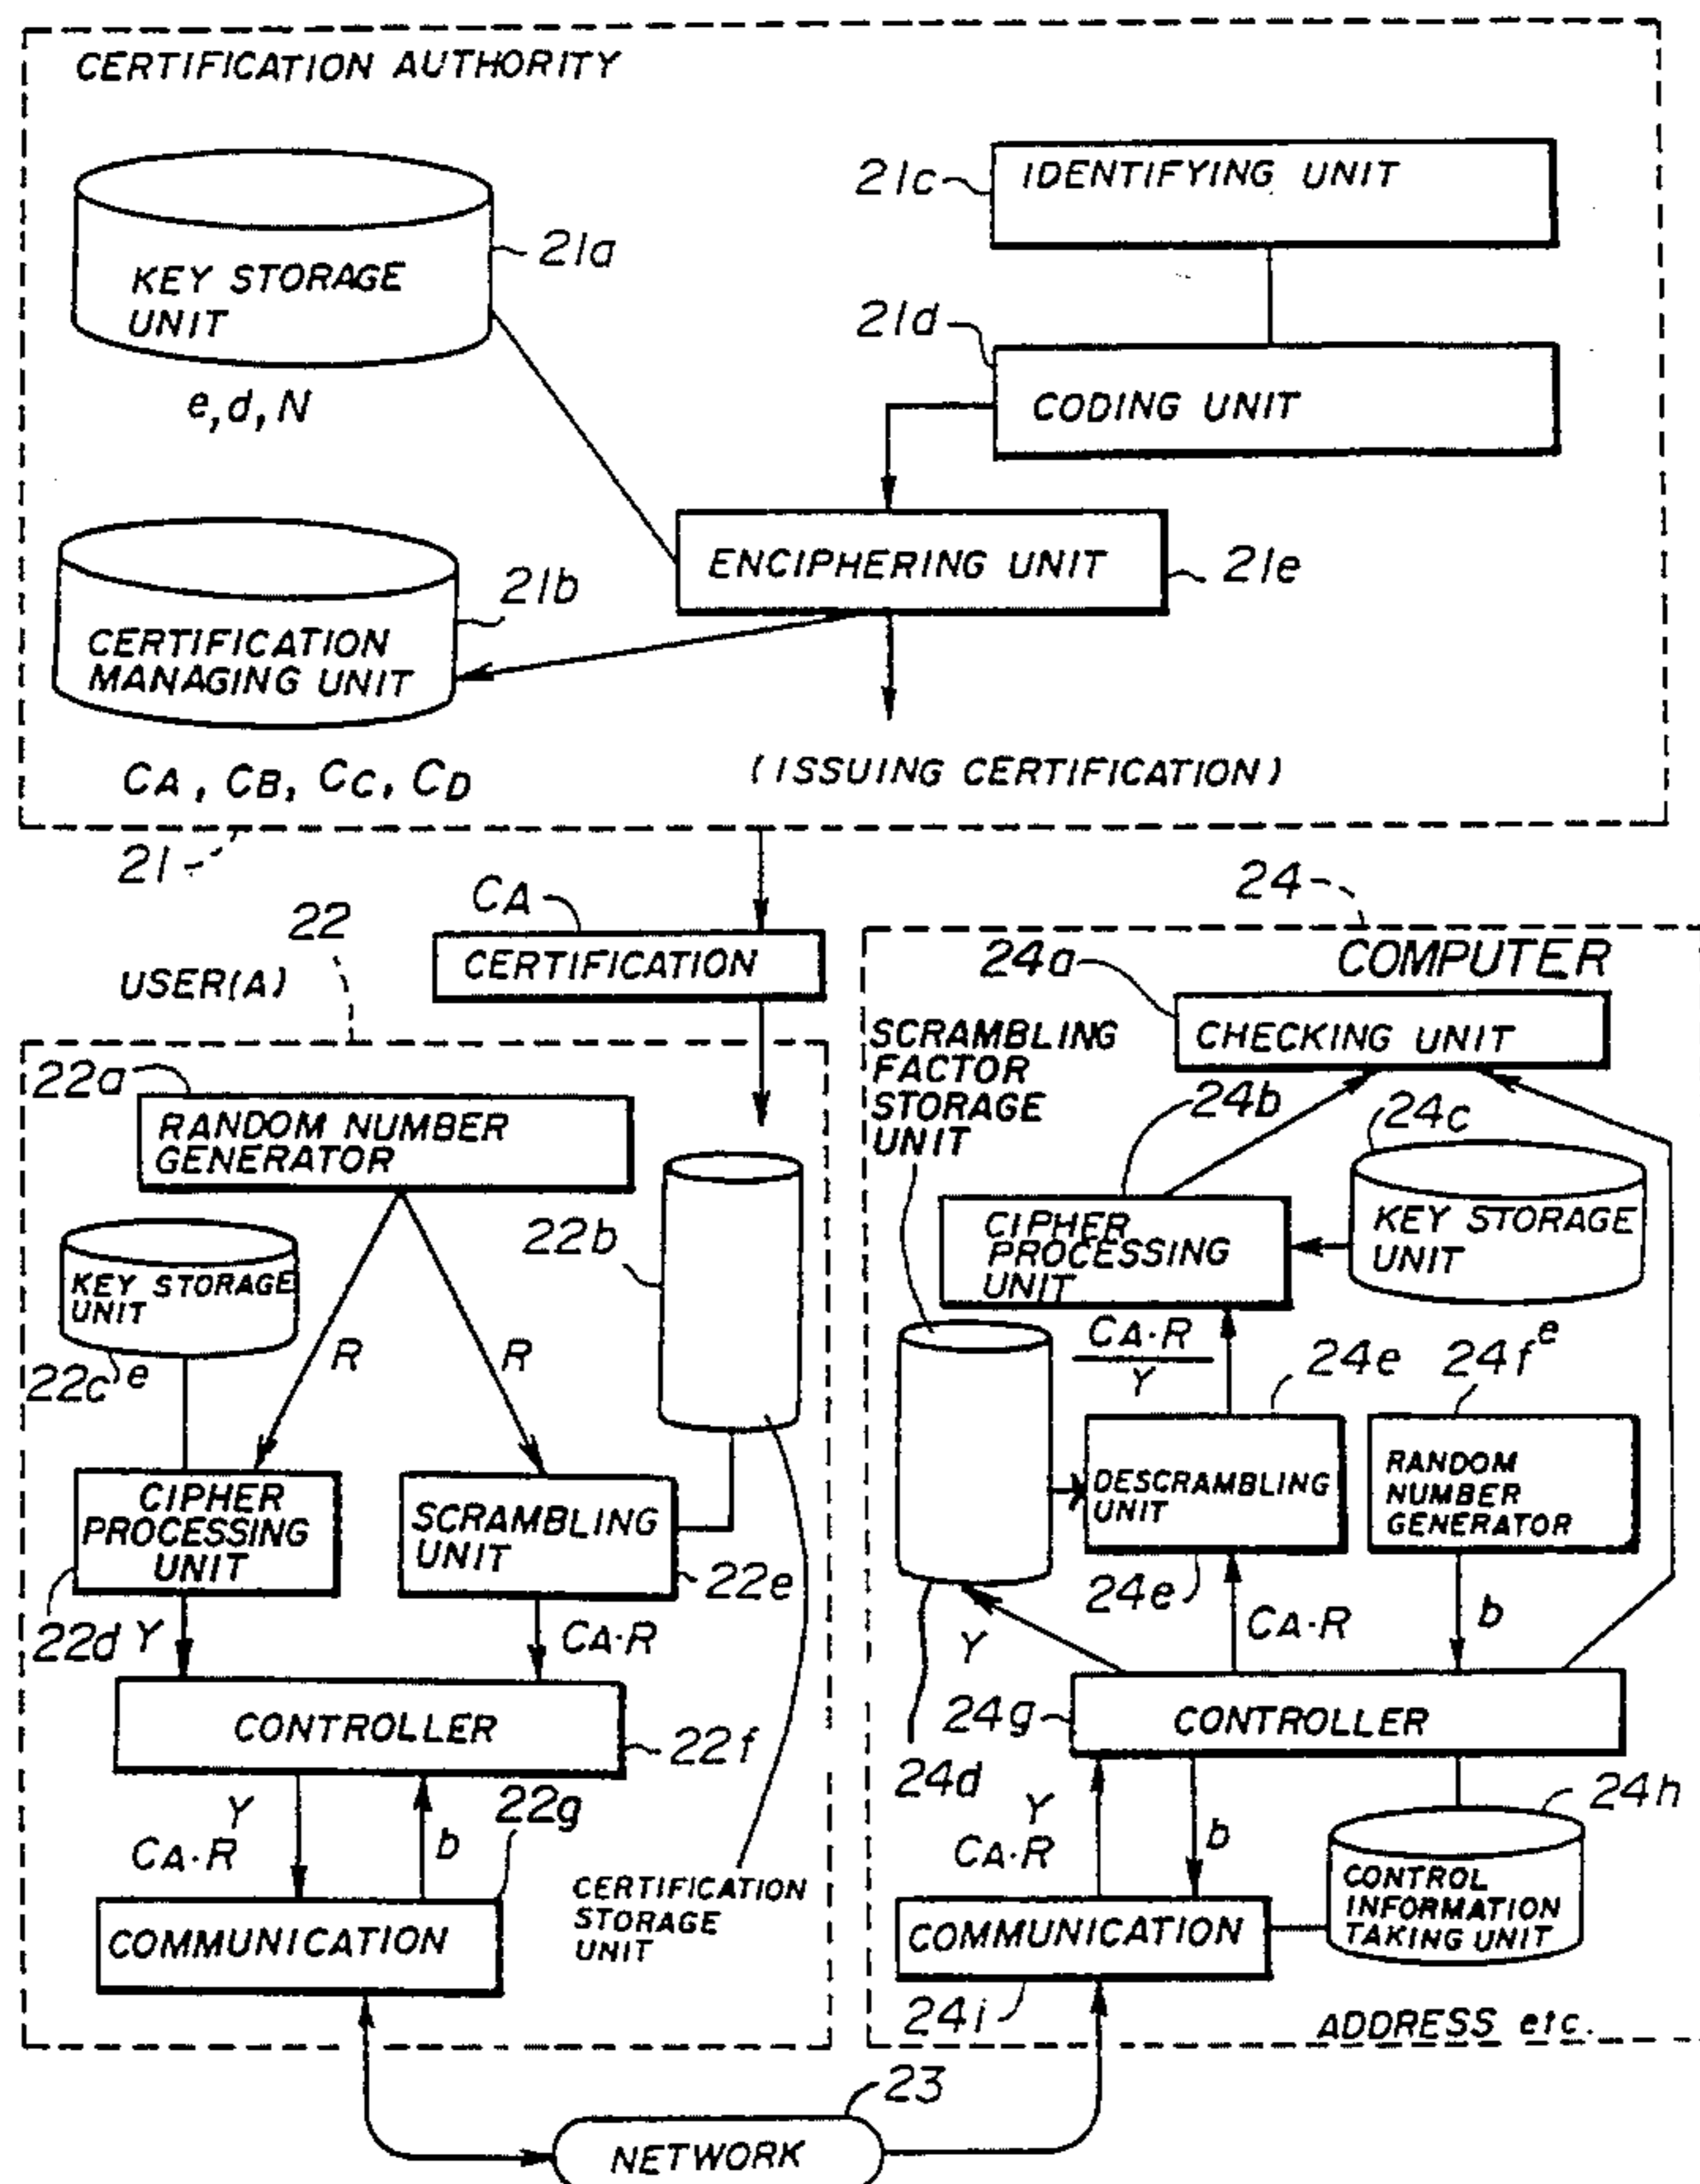 CERTIFICATION AUTHORITY
21c
IDENTIFYING UNIT
21a
KEY STORAGE
UNIT
21d
e,d,N
CODING UNIT
ENCIPHERING UNIT
21e
21b
CERTIFICATION
MANAGING UNIT
CA, CB, CC, CD
(ISSUING CERTIFICATION)
21
CA
CERTIFICATION
22
USER(A)
22a
RANDOM NUMBER
GENERATOR
22b
KEY STORAGE
UNIT
22c
e
R
R
CIPHER
PROCESSING
UNIT
SCRAMBLING
UNIT
22e
22d
Y
CA·R
CONTROLLER
22f
Y
CA·R
b
22g
COMMUNICATION
CERTIFICATION
STORAGE
UNIT
24
COMPUTER
24a
CHECKING UNIT
SCRAMBLING
FACTOR
STORAGE
UNIT
24b
24c
CIPHER
PROCESSING
UNIT
KEY STORAGE
UNIT
CA·R
Y
24e
24f
e
DESCRAMBLING
UNIT
RANDOM
NUMBER
GENERATOR
24e
CA·R
b
Y
24g
CONTROLLER
24d
Y
CA·R
b
24h
CONTROL
INFORMATION
TAKING UNIT
COMMUNICATION
24i
ADDRESS etc.
23
NETWORK